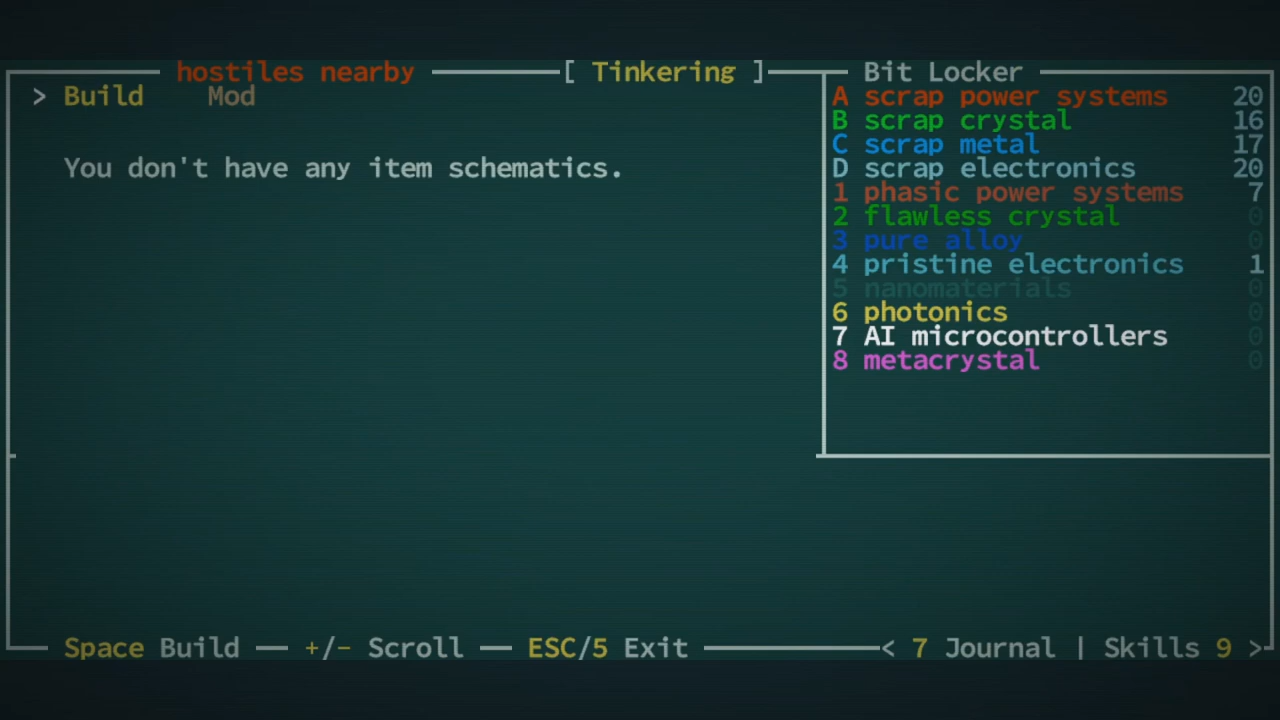 hostiles nearby [ Tinkering ] Bit Locker
> Build Mod
You don't have any item schematics.
A scrap power systems 20
B scrap crystal 16
C scrap metal 17
D scrap electronics 20
1 phasic power systems 7
2 flawless crystal 0
3 pure alloy 0
4 pristine electronics 1
5 nanomaterials 0
6 photonics 0
7 AI microcontrollers 0
8 metacrystal 0
Space Build +/- Scroll ESC/5 Exit < 7 Journal | Skills 9 >